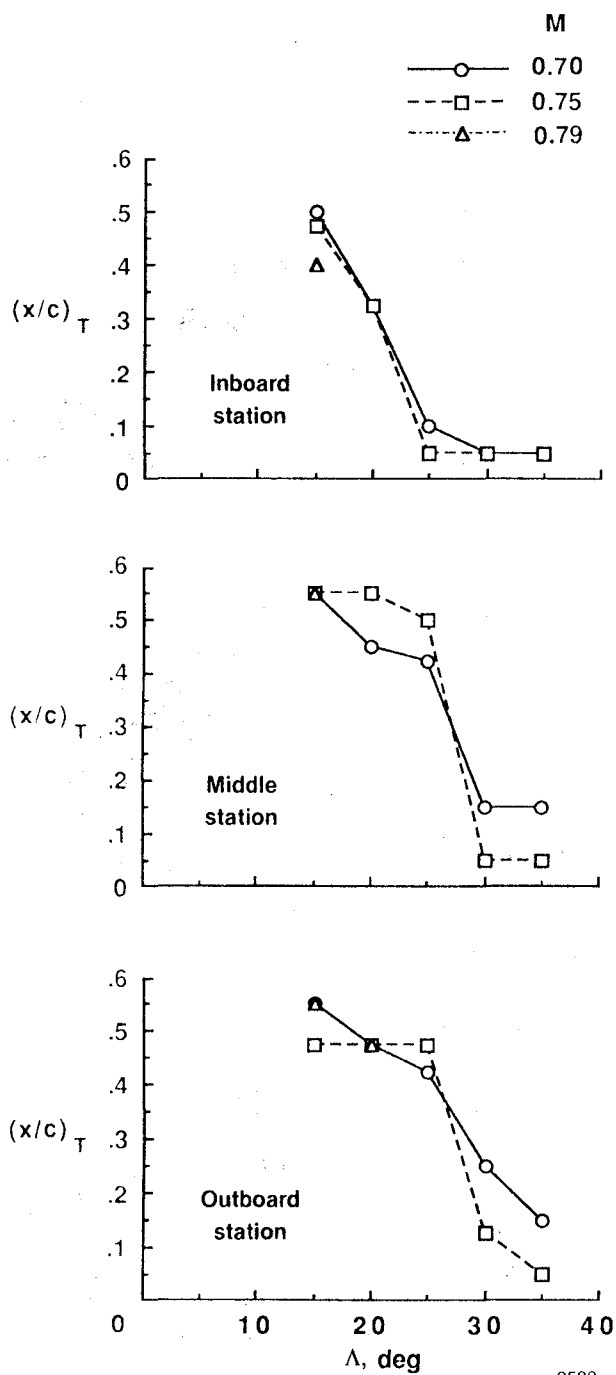 M
0.70
0.75
0.79
.6
.5
.4
(x/c) T
.3
.2
Inboard
station
.1
0
.6
.5
.4
(x/c) T
.3
.2
Middle
station
.1
0
.6
.5
.4
(x/c) T
.3
.2
Outboard
station
.1
0 10 20 30 40
Λ, deg